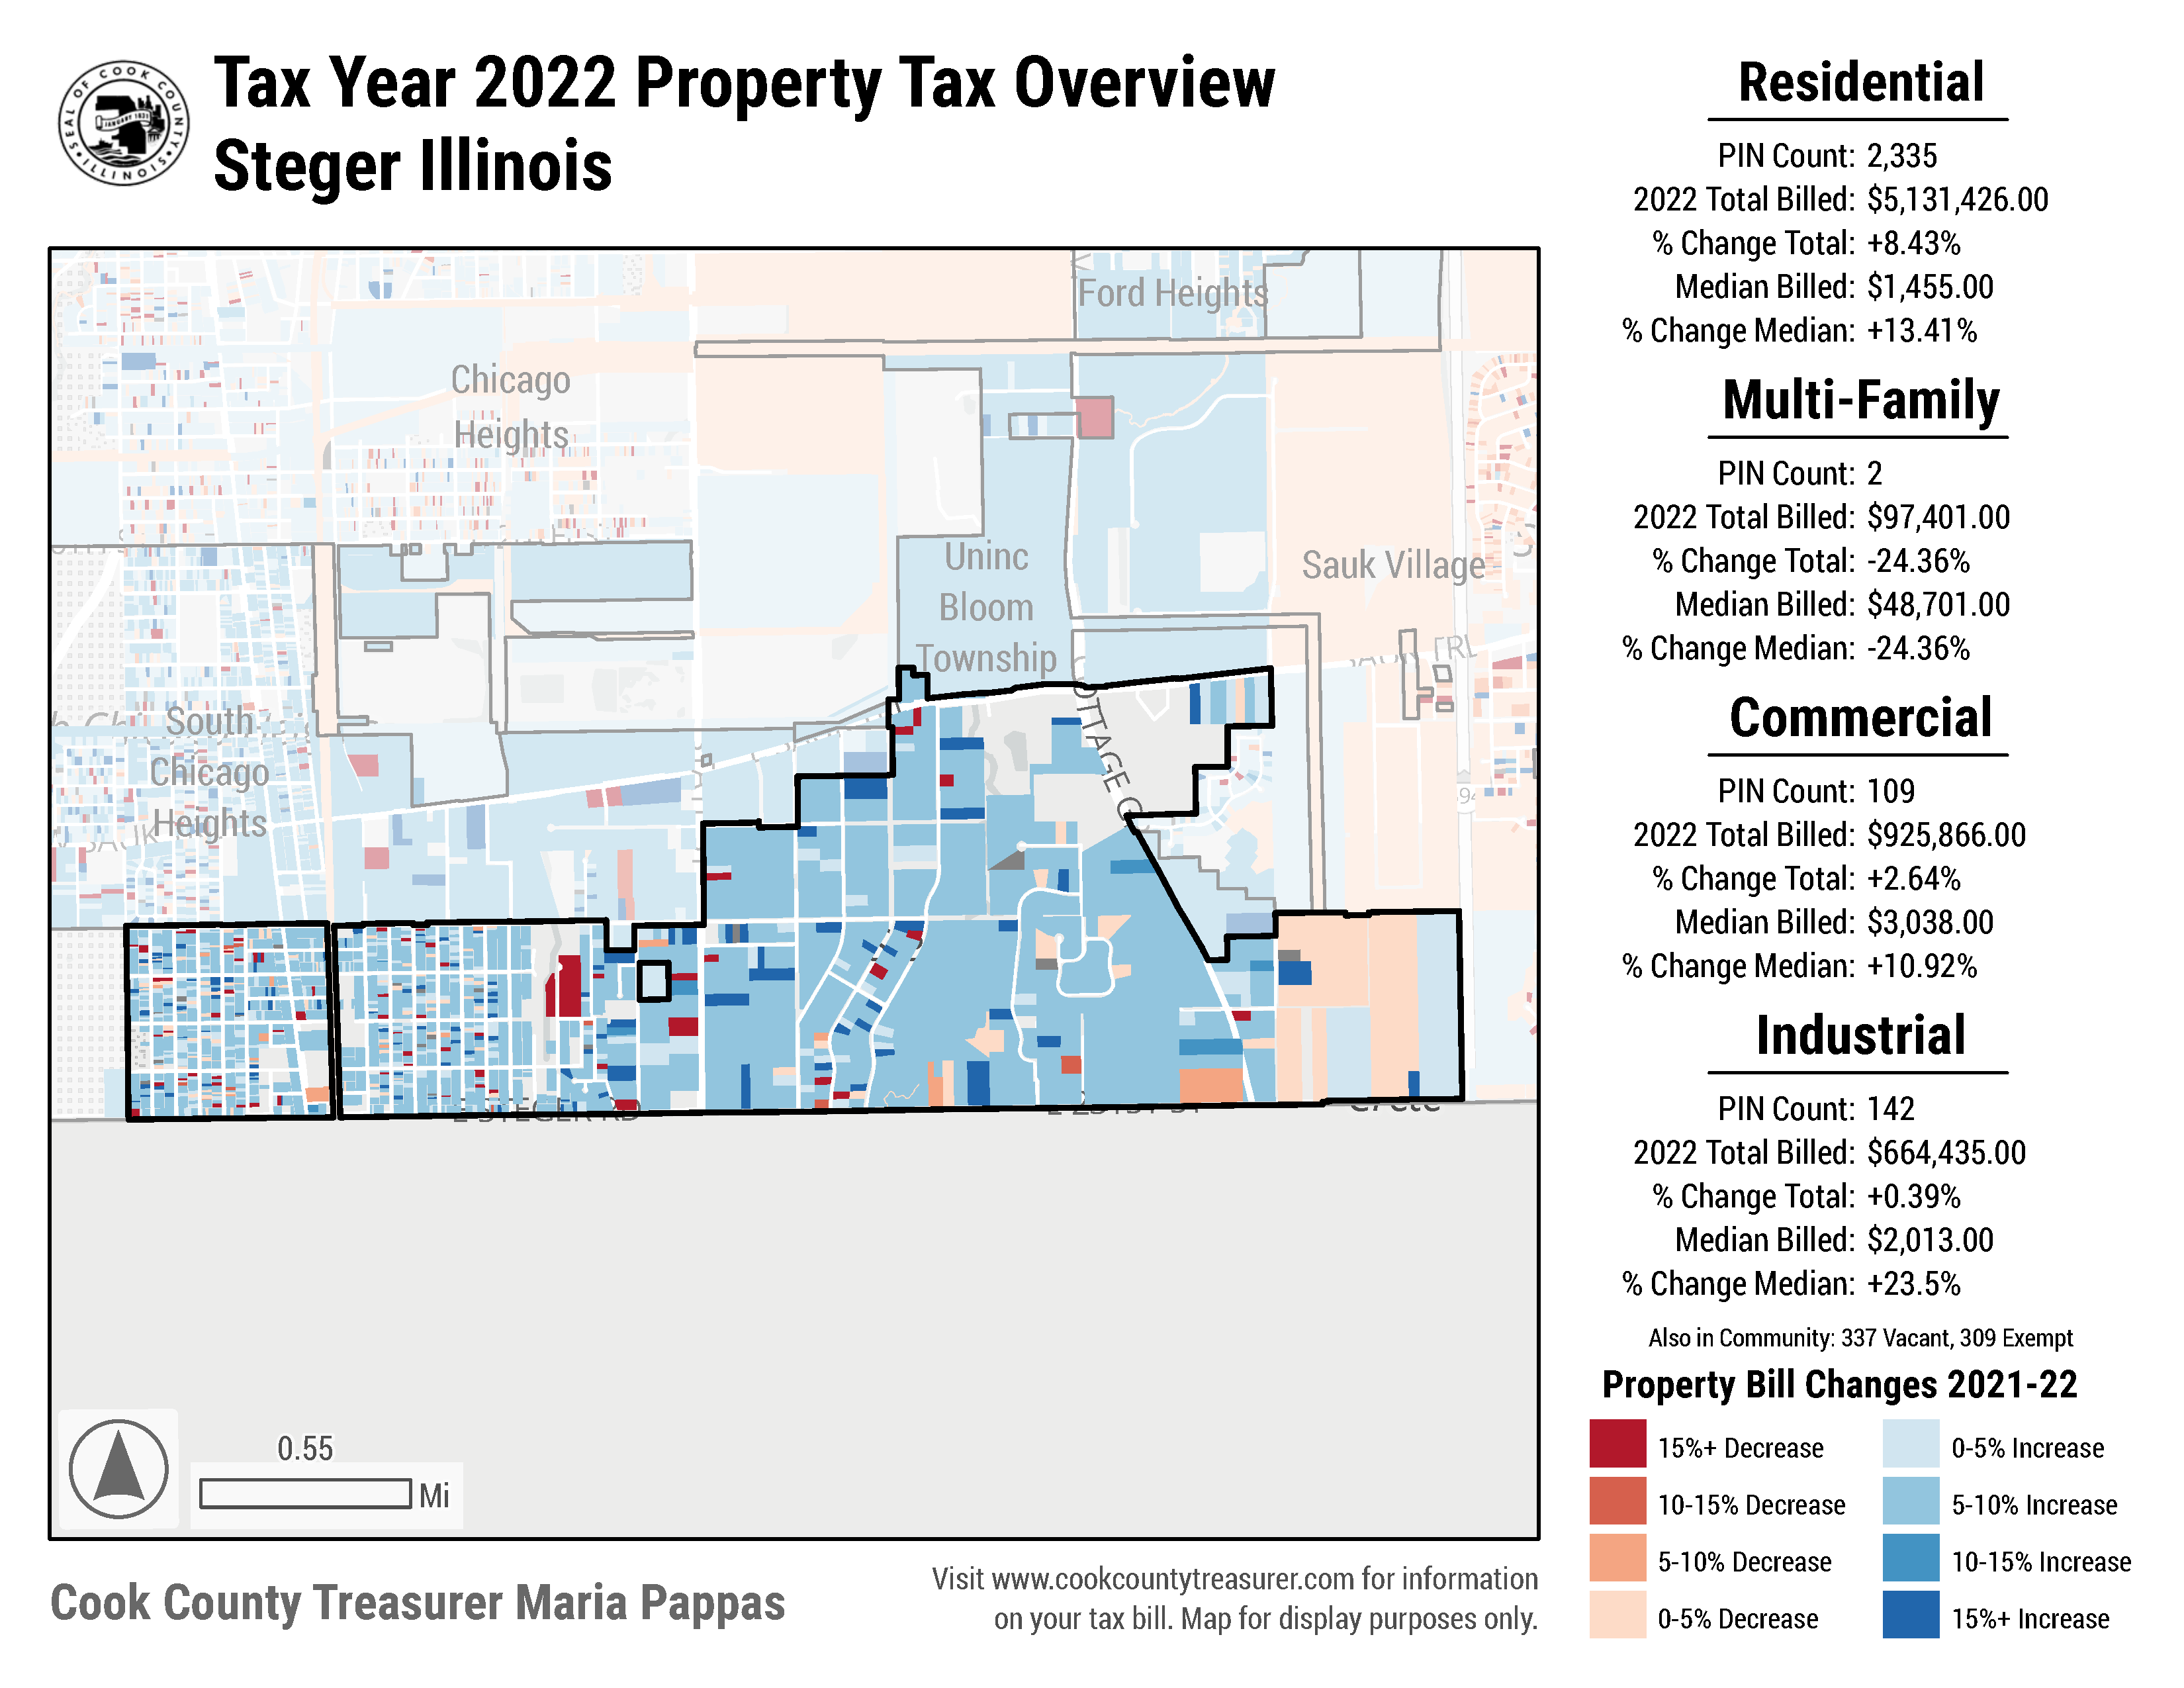 Tax Year 2022 Property Tax Overview
Steger Illinois
SEAL OF COOK COUNTY
ILLINOIS
JANUARY 1831
Residential
PIN Count: 2,335
2022 Total Billed: $5,131,426.00
% Change Total: +8.43%
Median Billed: $1,455.00
% Change Median: +13.41%
Multi-Family
PIN Count: 2
2022 Total Billed: $97,401.00
% Change Total: -24.36%
Median Billed: $48,701.00
% Change Median: -24.36%
Commercial
PIN Count: 109
2022 Total Billed: $925,866.00
% Change Total: +2.64%
Median Billed: $3,038.00
% Change Median: +10.92%
Industrial
PIN Count: 142
2022 Total Billed: $664,435.00
% Change Total: +0.39%
Median Billed: $2,013.00
% Change Median: +23.5%
Also in Community: 337 Vacant, 309 Exempt
Property Bill Changes 2021-22
15%+ Decrease
10-15% Decrease
5-10% Decrease
0-5% Decrease
0-5% Increase
5-10% Increase
10-15% Increase
15%+ Increase
Ford Heights
Chicago
Heights
Uninc
Bloom
Township
Sauk Village
South
Chicago
Heights
COTTAGE
TRL
E STEGER RD
0.55
Mi
Cook County Treasurer Maria Pappas
Visit www.cookcountytreasurer.com for information
on your tax bill. Map for display purposes only.